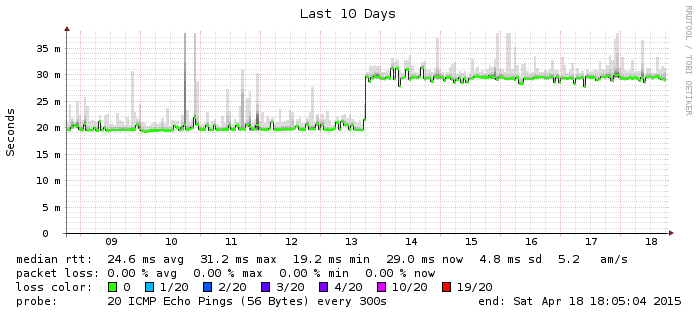 Last 10 Days
RRDTOOL / TOBI OETIKER
Seconds
35 m
30 m
25 m
20 m
15 m
10 m
5 m
0
09 10 11 12 13 14 15 16 17 18
median rtt: 24.6 ms avg 31.2 ms max 19.2 ms min 29.0 ms now 4.8 ms sd 5.2 am/s
packet loss: 0.00 % avg 0.00 % max 0.00 % min 0.00 % now
loss color: 0 1/20 2/20 3/20 4/20 10/20 19/20
probe: 20 ICMP Echo Pings (56 Bytes) every 300s end: Sat Apr 18 18:05:04 2015